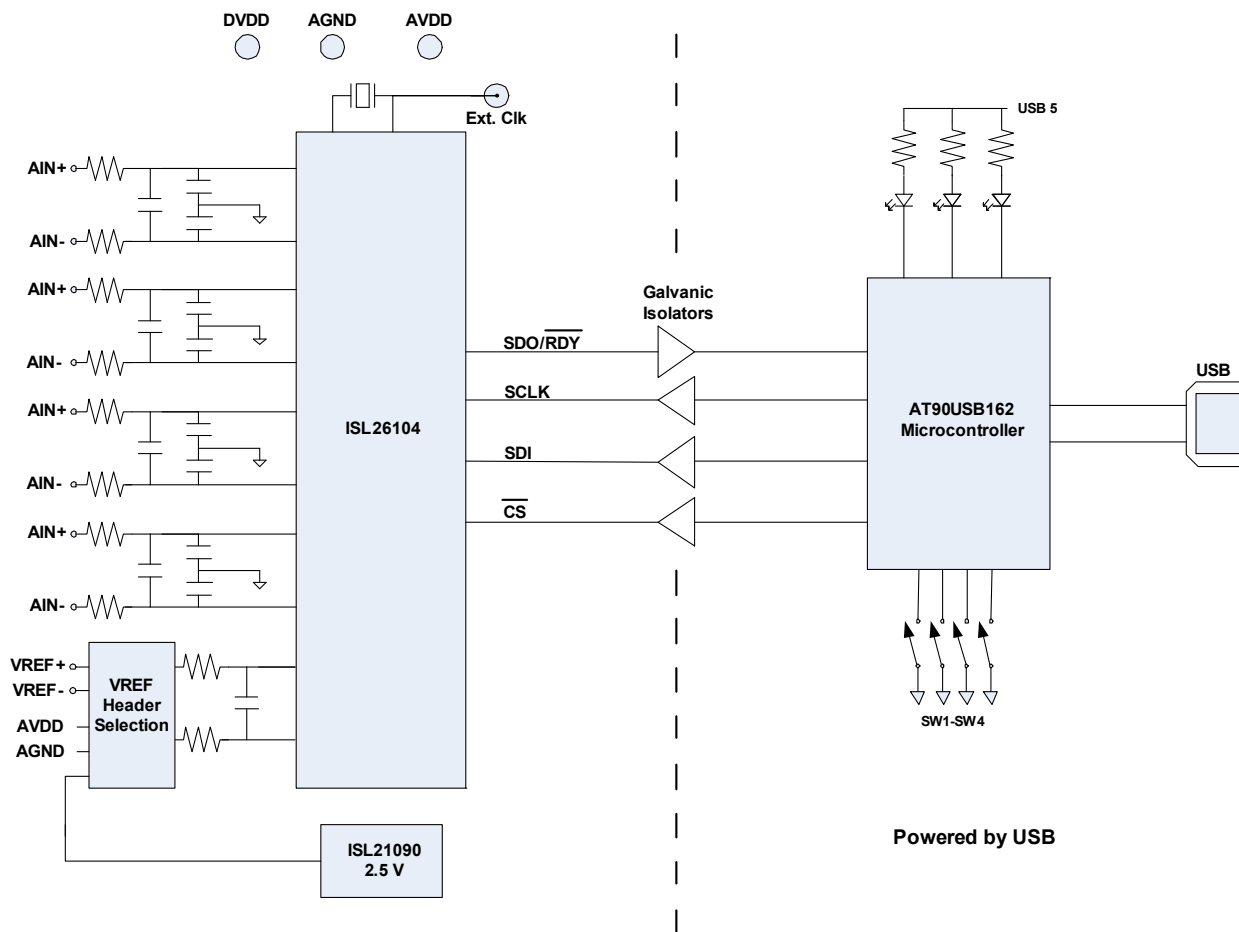 DVDD
AGND
AVDD
Ext. Clk
AIN+
AIN-
AIN+
AIN-
AIN+
AIN-
AIN+
AIN-
VREF+
VREF-
AVDD
AGND
VREF
Header
Selection
ISL26104
ISL21090
2.5 V
SDO/RDY
SCLK
SDI
CS
Galvanic
Isolators
USB 5
AT90USB162
Microcontroller
USB
SW1-SW4
Powered by USB